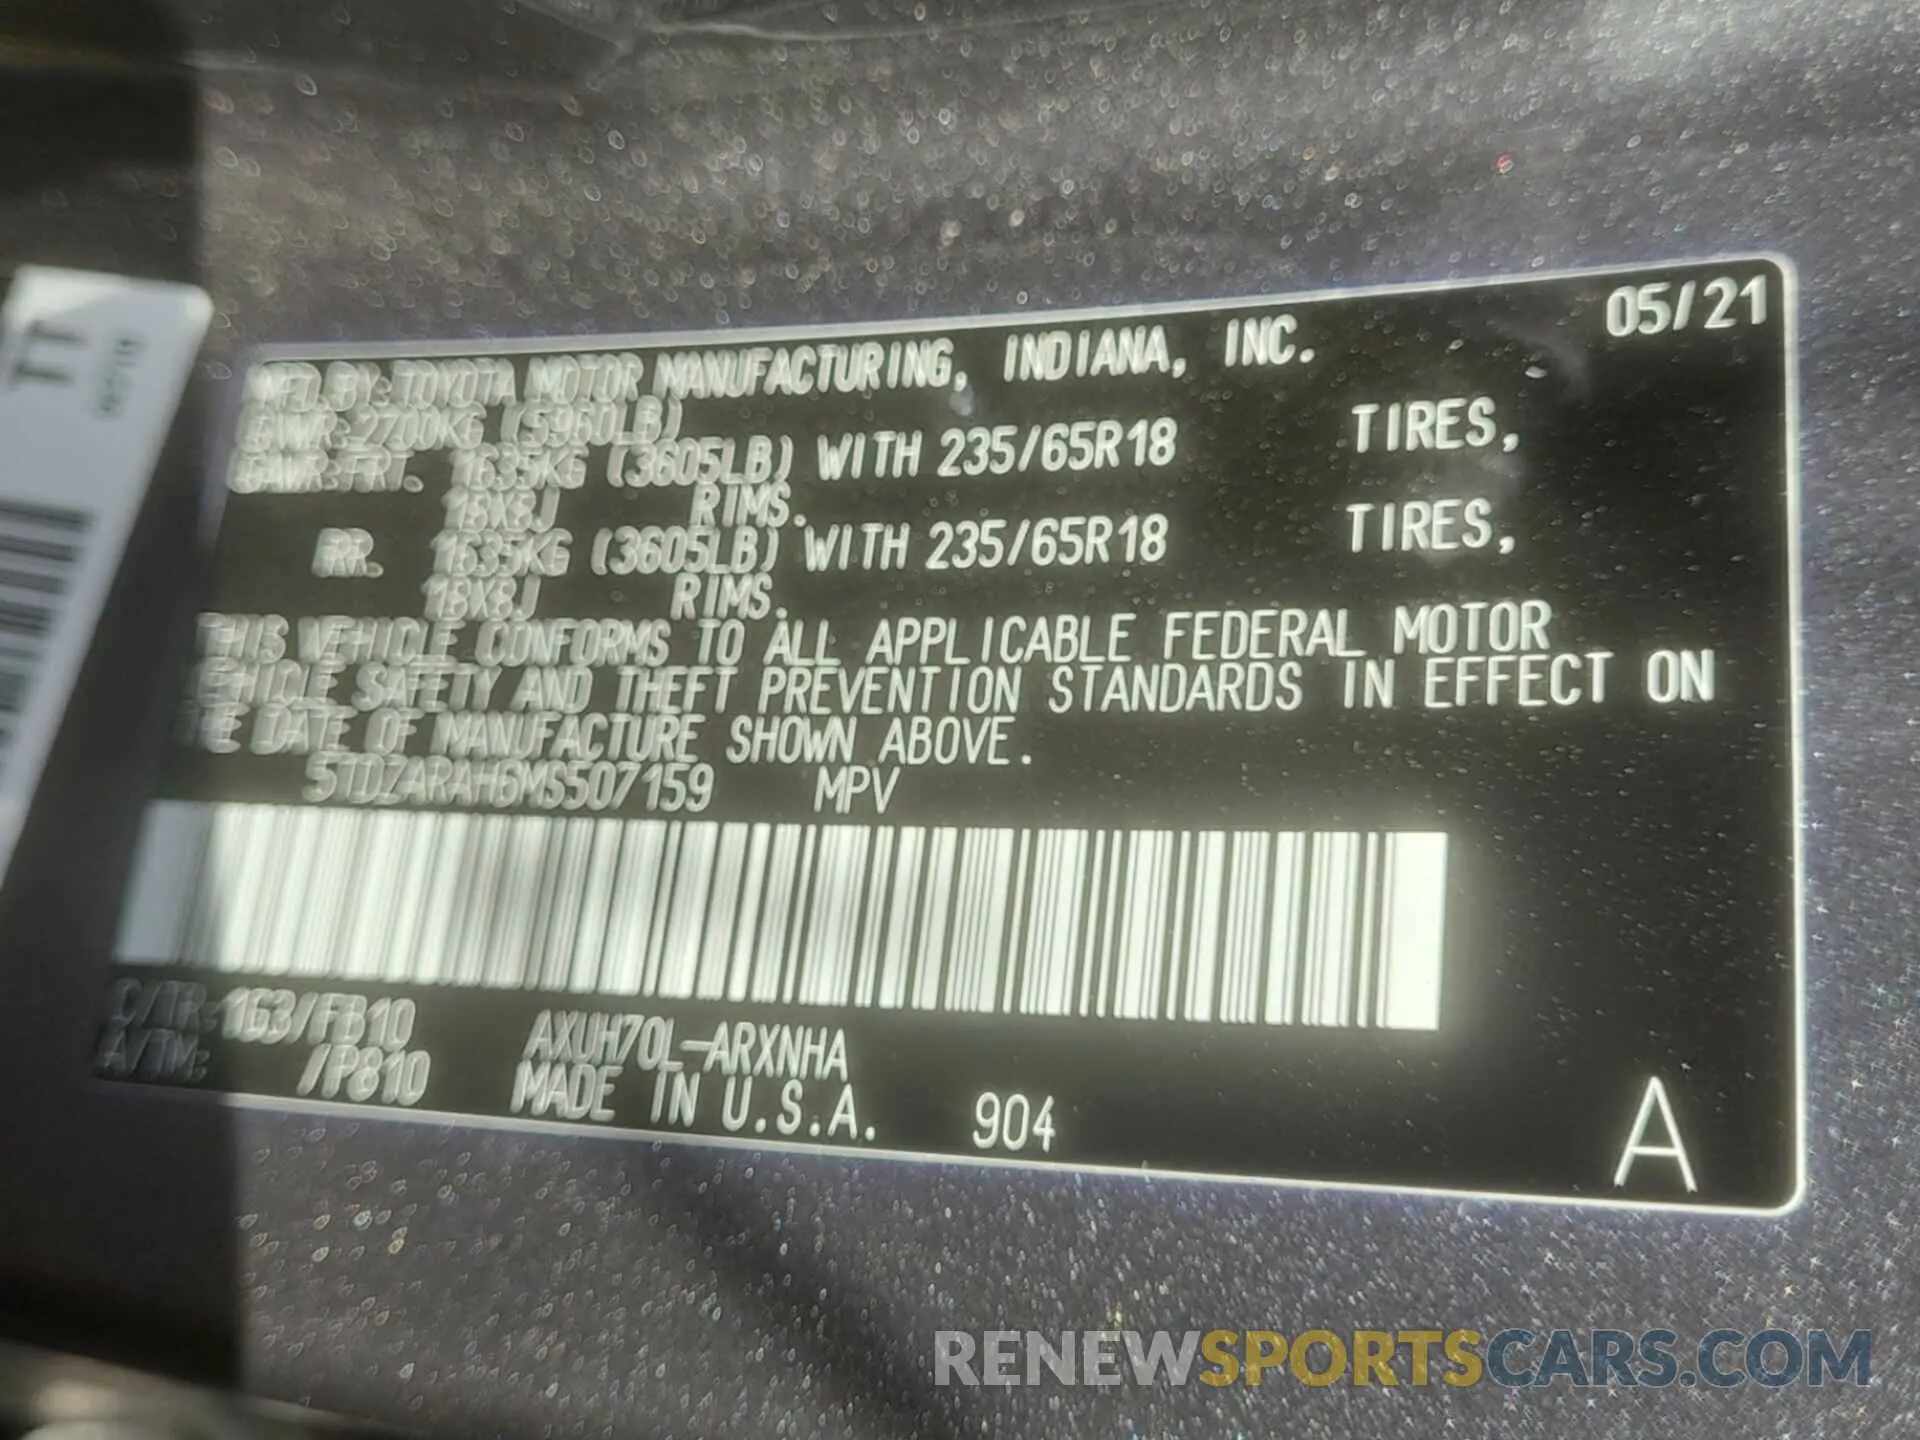 05/21
MFD BY: TOYOTA MOTOR MANUFACTURING, INDIANA, INC.
GVWR: 2700KG (5960LB)
GAWR: FRT. 1635KG (3605LB) WITH 235/65R18 TIRES,
18X8J RIMS.
RR. 1635KG (3605LB) WITH 235/65R18 TIRES,
18X8J RIMS.
THIS VEHICLE CONFORMS TO ALL APPLICABLE FEDERAL MOTOR
VEHICLE SAFETY AND THEFT PREVENTION STANDARDS IN EFFECT ON
THE DATE OF MANUFACTURE SHOWN ABOVE.
5TDZARAH6MS507159 MPV
C/TR: 1G3/FB10 AXUH70L-ARXNHA
A/TM: /P810 MADE IN U.S.A. 904
A
TT
RENEWSPORTSCARS.COM